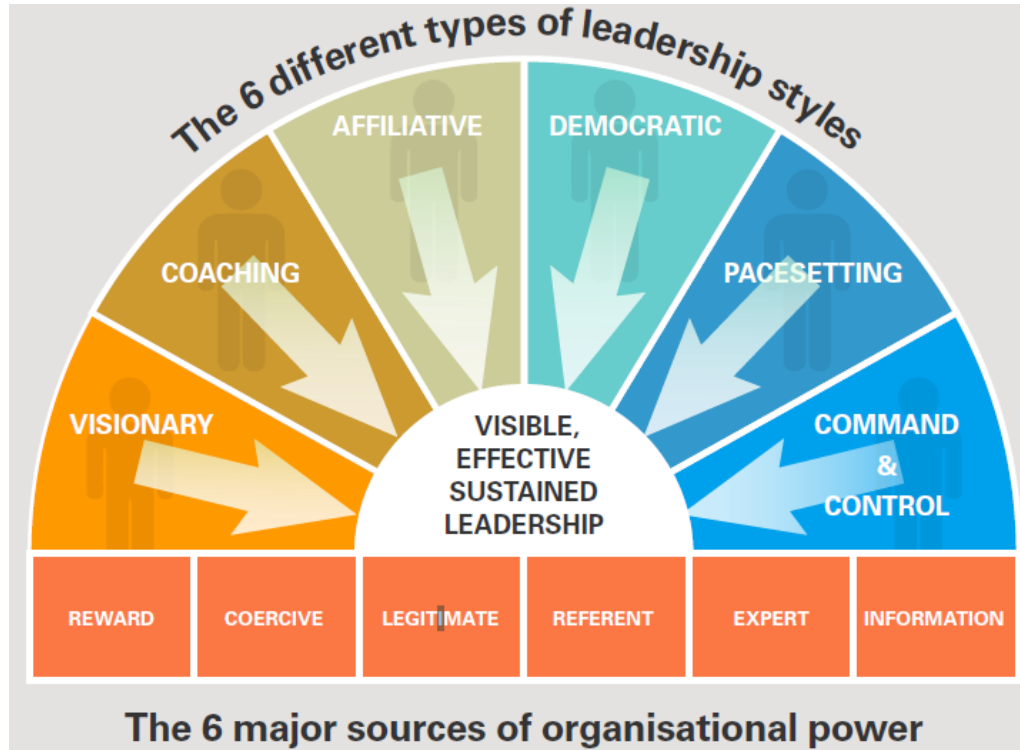 The 6 different types of leadership styles
AFFILIATIVE
DEMOCRATIC
COACHING
PACESETTING
VISIONARY
COMMAND
&
CONTROL
VISIBLE,
EFFECTIVE
SUSTAINED
LEADERSHIP
REWARD
COERCIVE
LEGITIMATE
REFERENT
EXPERT
INFORMATION
The 6 major sources of organisational power